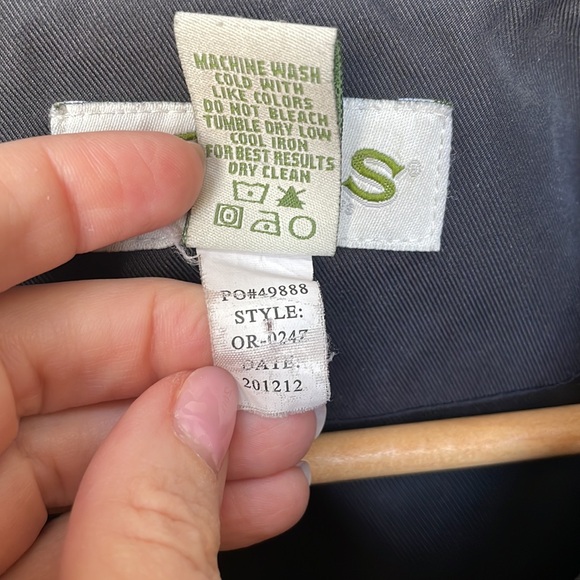 MACHINE WASH
COLD WITH
LIKE COLORS
DO NOT BLEACH
TUMBLE DRY LOW
COOL IRON
FOR BEST RESULTS
DRY CLEAN
S®
PO#49888
STYLE:
OR-0247
DATE:
201212